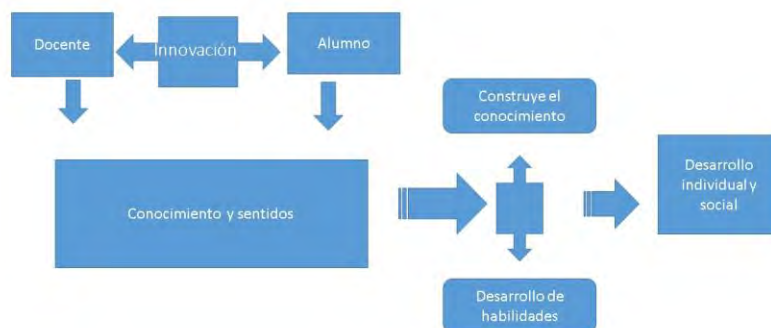 Docente
Innovación
Alumno
Conocimiento y sentidos
Construye el
conocimiento
Desarrollo de
habilidades
Desarrollo
individual y
social